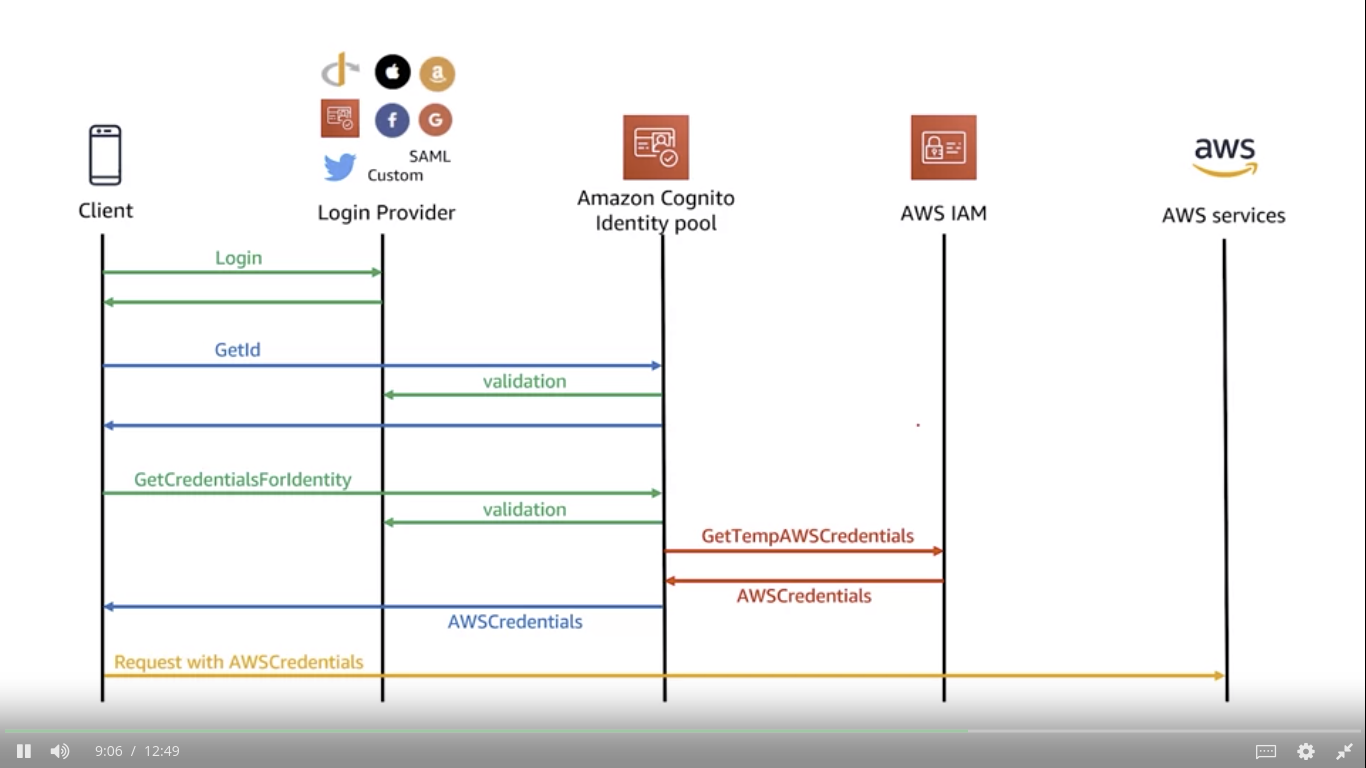 a
f
G
SAML
Custom
aws
Client
Login Provider
Amazon Cognito
Identity pool
AWS IAM
AWS services
Login
GetId
validation
GetCredentialsForIdentity
validation
GetTempAWSCredentials
AWSCredentials
AWSCredentials
Request with AWSCredentials
9:06 / 12:49